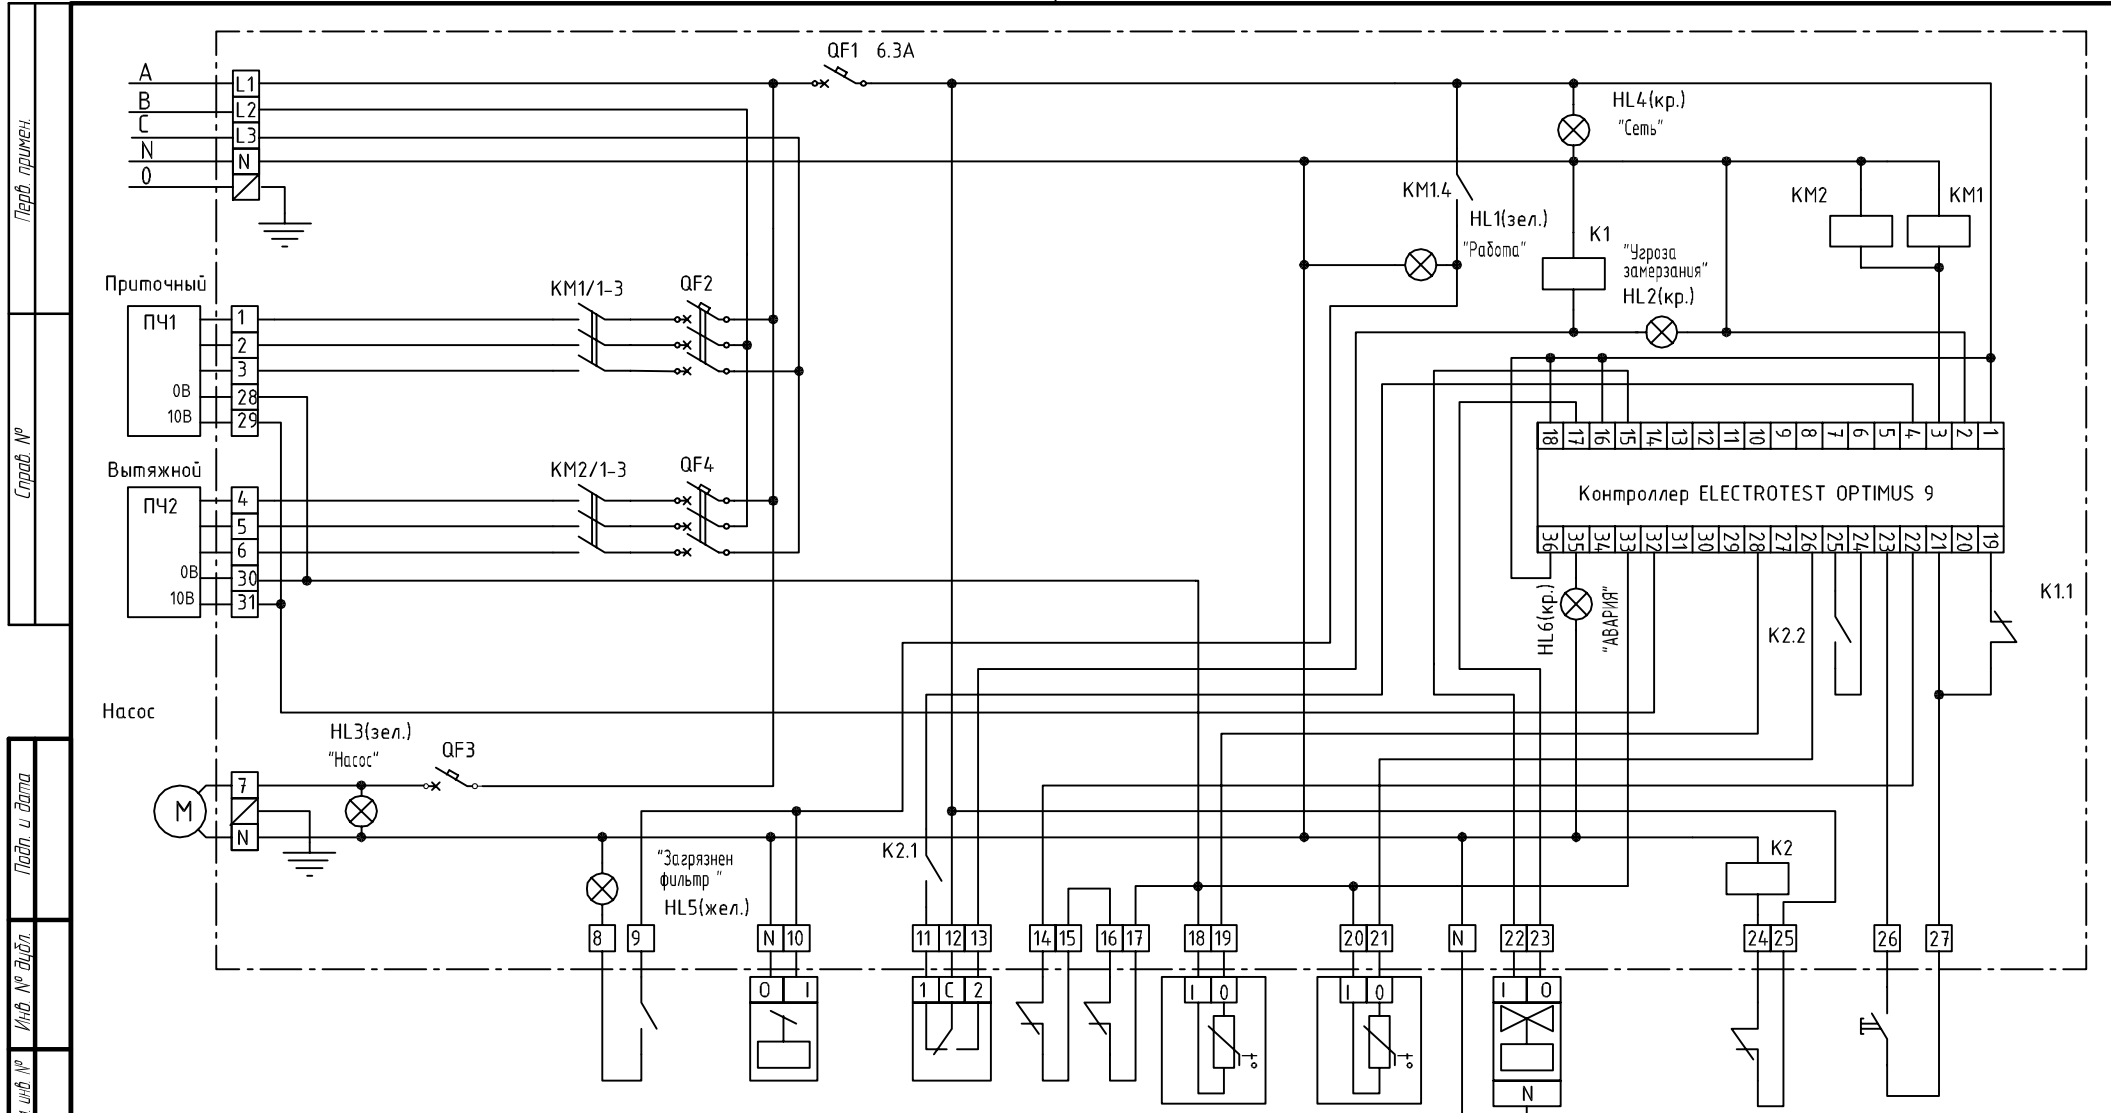 QF1 6.3А
A
B
C
N
0
L1
L2
L3
N
HL4(кр.)
"Сеть"
KM1.4
HL1(зел.)
"Работа"
K1
"Угроза
замерзания"
HL2(кр.)
KM2
KM1
Приточный
ПЧ1
0В
10В
1
2
3
28
29
KM1/1-3
QF2
Вытяжной
ПЧ2
0В
10В
4
5
6
30
31
KM2/1-3
QF4
18 17 16 15 14 13 12 11 10 9 8 7 6 5 4 3 2 1
Контроллер ELECTROTEST OPTIMUS 9
36 35 34 33 32 31 30 29 28 27 26 25 24 23 22 21 20 19
HL6(кр.)
"АВАРИЯ"
K2.2
K1.1
Насос
M
7
N
HL3(зел.)
"Насос"
QF3
"Загрязнен
фильтр "
HL5(жел.)
K2.1
K2
8 9 N 10 11 12 13 14 15 16 17 18 19 20 21 N 22 23 24 25 26 27
O I
1 C 2
I O
t°
I O
t°
I O
N
Перв. примен.
Справ. №
Подп. и дата
Инв. № дубл.
инв. №